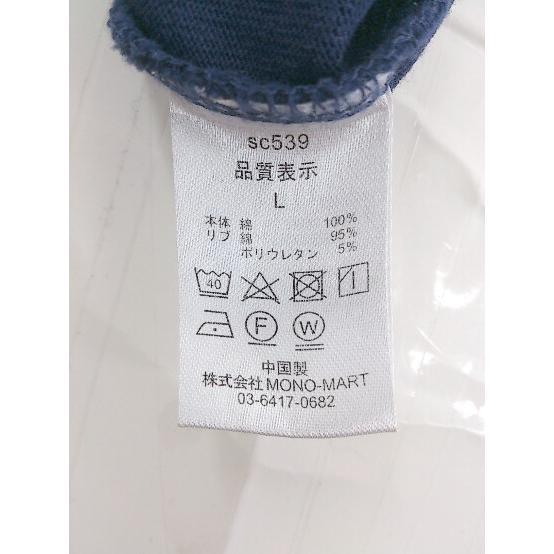 sc539
品質表示
L
本体 綿 100%
リブ 綿 95%
ポリウレタン 5%
40
F W
中国製
株式会社MONO-MART
03-6417-0682